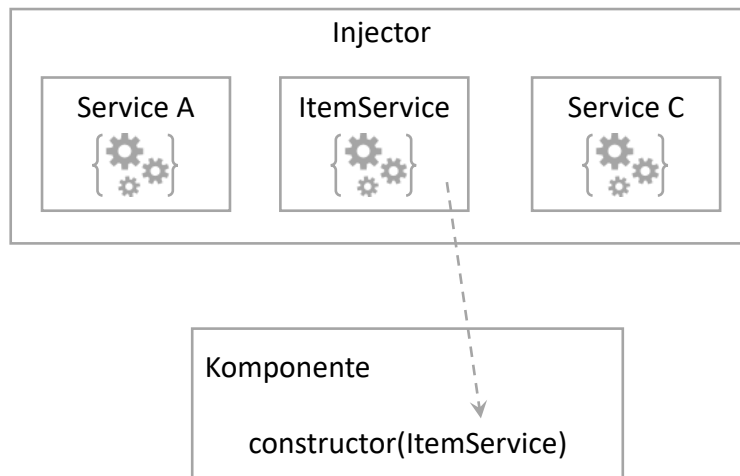 Injector
Service A
ItemService
Service C
Komponente
constructor(ItemService)